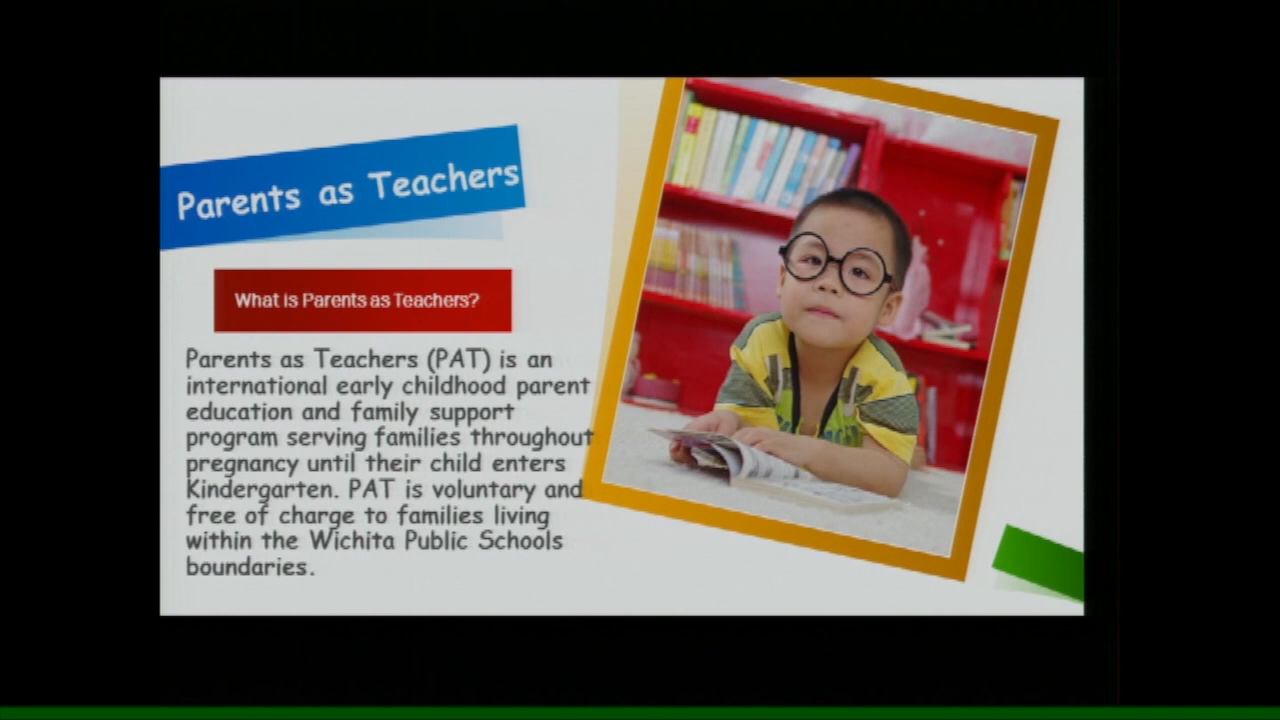 Parents as Teachers
What is Parents as Teachers?
Parents as Teachers (PAT) is an
international early childhood parent
education and family support
program serving families throughout
pregnancy until their child enters
Kindergarten. PAT is voluntary and
free of charge to families living
within the Wichita Public Schools
boundaries.